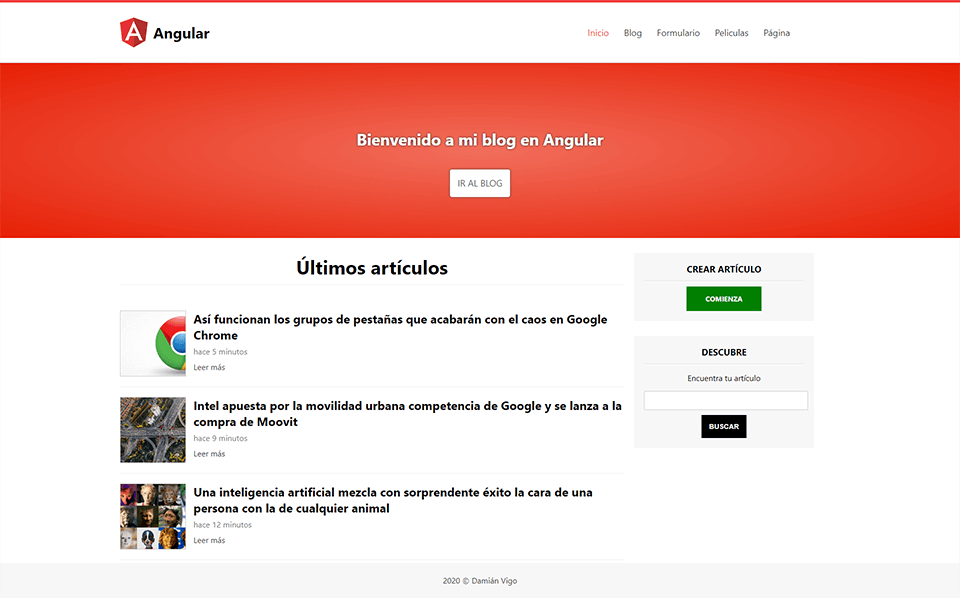 Angular
Inicio Blog Formulario Peliculas Página
Bienvenido a mi blog en Angular
IR AL BLOG
Últimos artículos
Así funcionan los grupos de pestañas que acabarán con el caos en Google
Chrome
hace 5 minutos
Leer más
Intel apuesta por la movilidad urbana competencia de Google y se lanza a la
compra de Moovit
hace 9 minutos
Leer más
Una inteligencia artificial mezcla con sorprendente éxito la cara de una
persona con la de cualquier animal
hace 12 minutos
Leer más
CREAR ARTÍCULO
COMIENZA
DESCUBRE
Encuentra tu artículo
BUSCAR
2020 © Damián Vigo